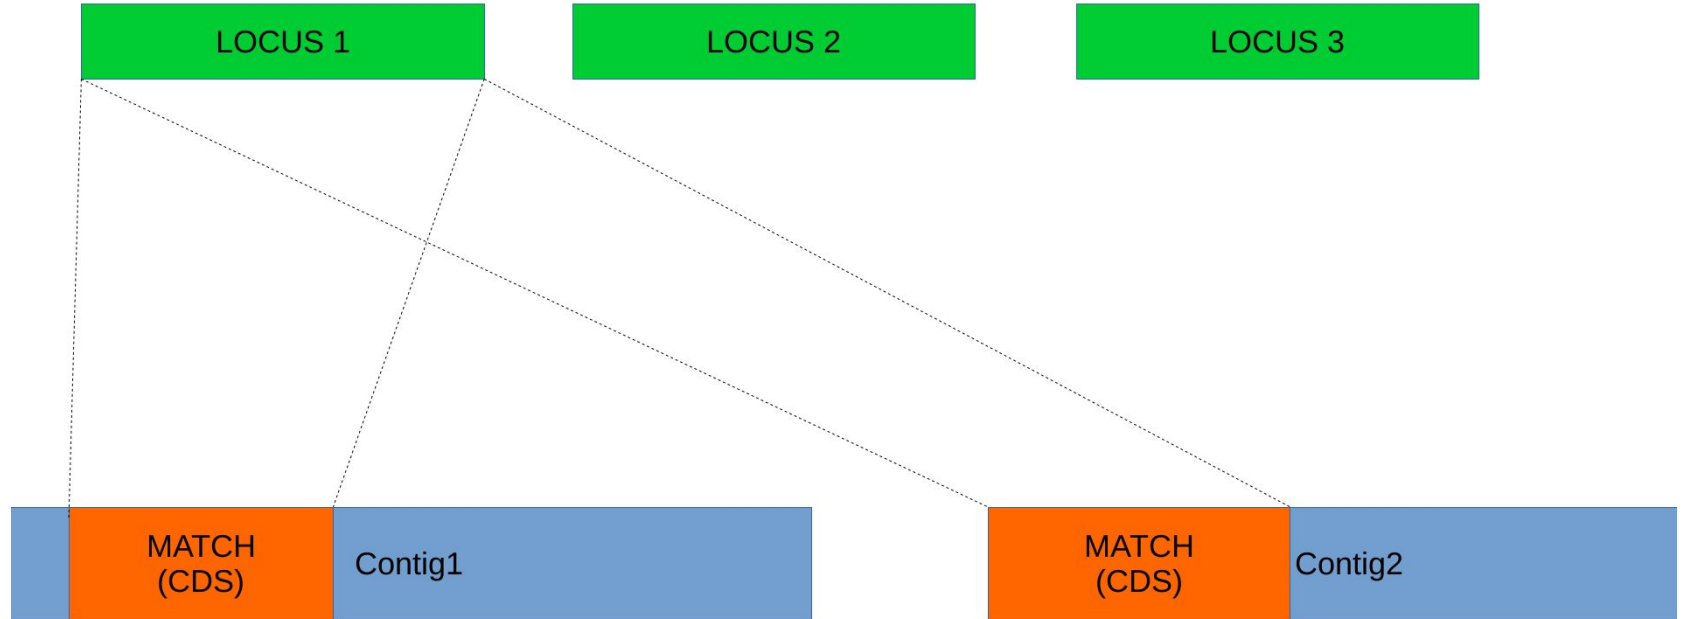 LOCUS 1
LOCUS 2
LOCUS 3
MATCH
(CDS)
Contig1
MATCH
(CDS)
Contig2